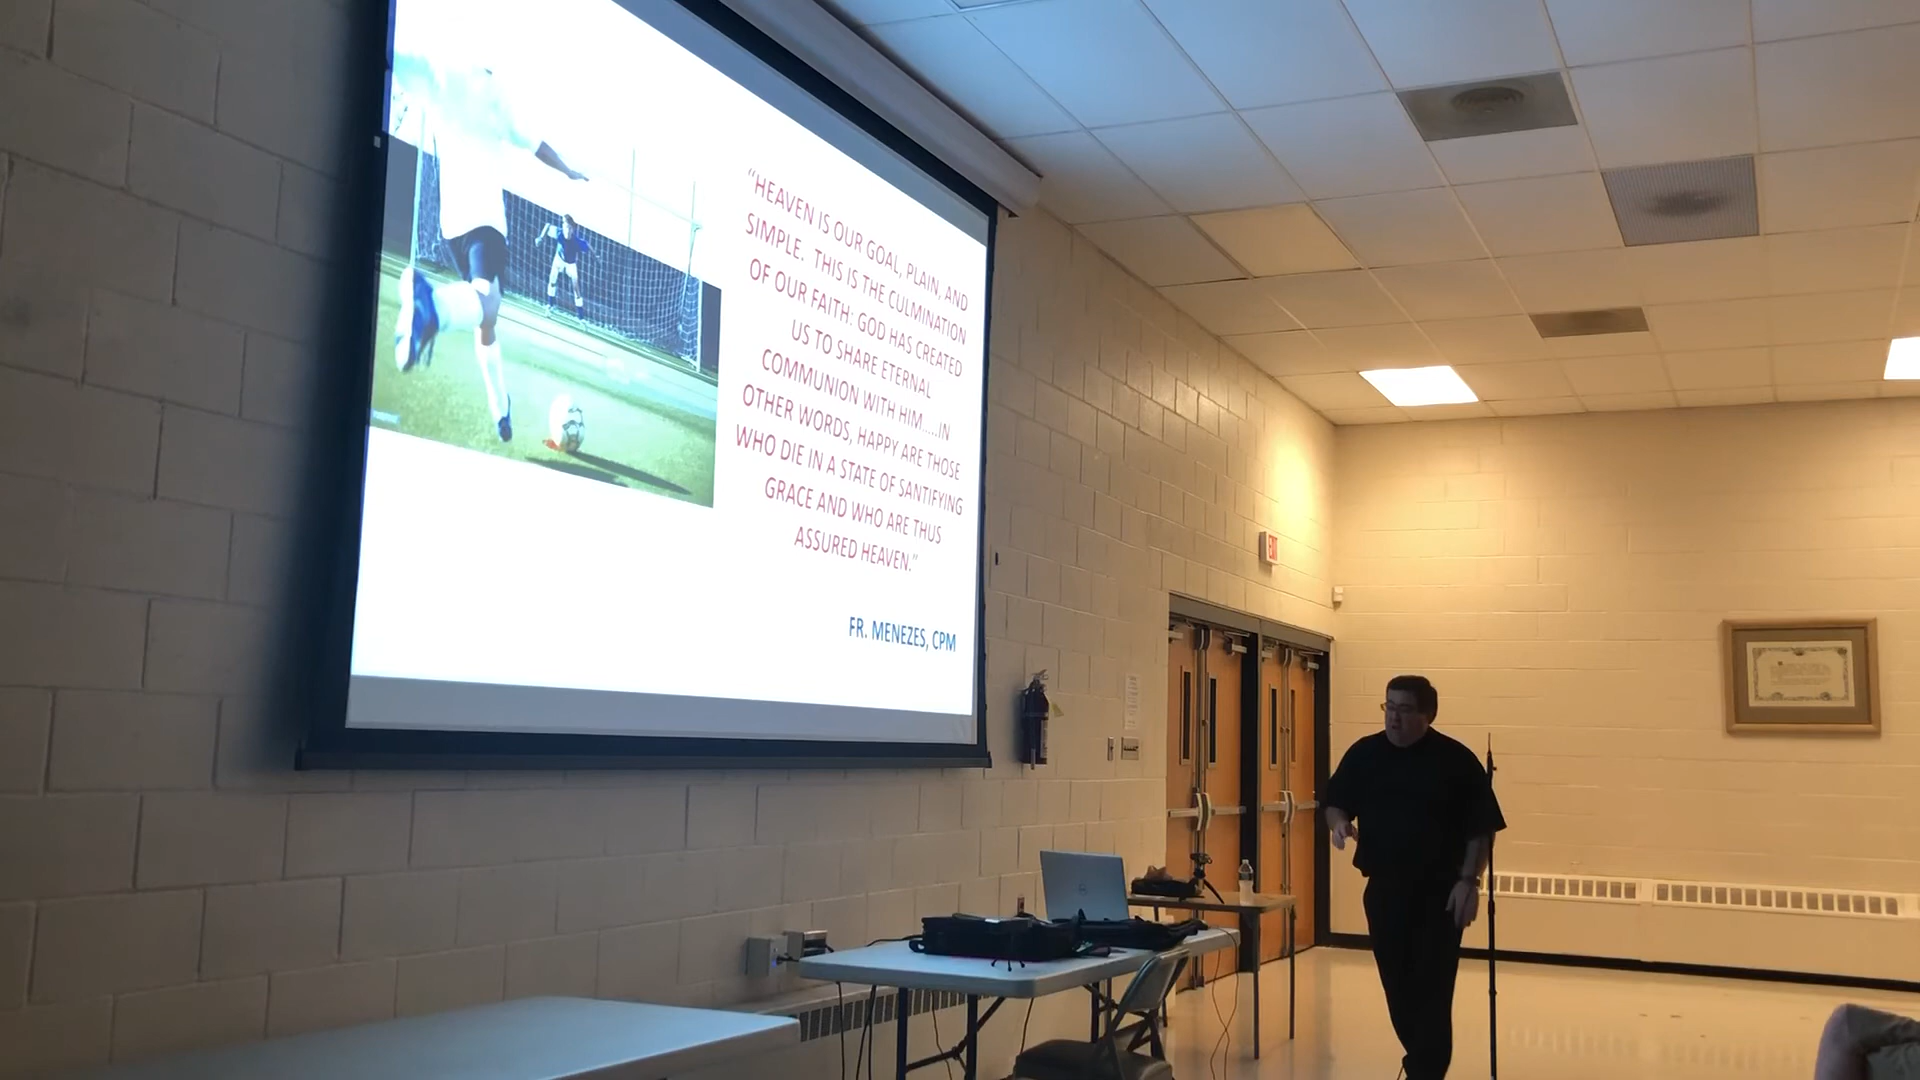 “HEAVEN IS OUR GOAL, PLAIN, AND
SIMPLE. THIS IS THE CULMINATION
OF OUR FAITH: GOD HAS CREATED
US TO SHARE ETERNAL
COMMUNION WITH HIM.....IN
OTHER WORDS, HAPPY ARE THOSE
WHO DIE IN A STATE OF SANTIFYING
GRACE AND WHO ARE THUS
ASSURED HEAVEN.”
FR. MENEZES, CPM
EXIT